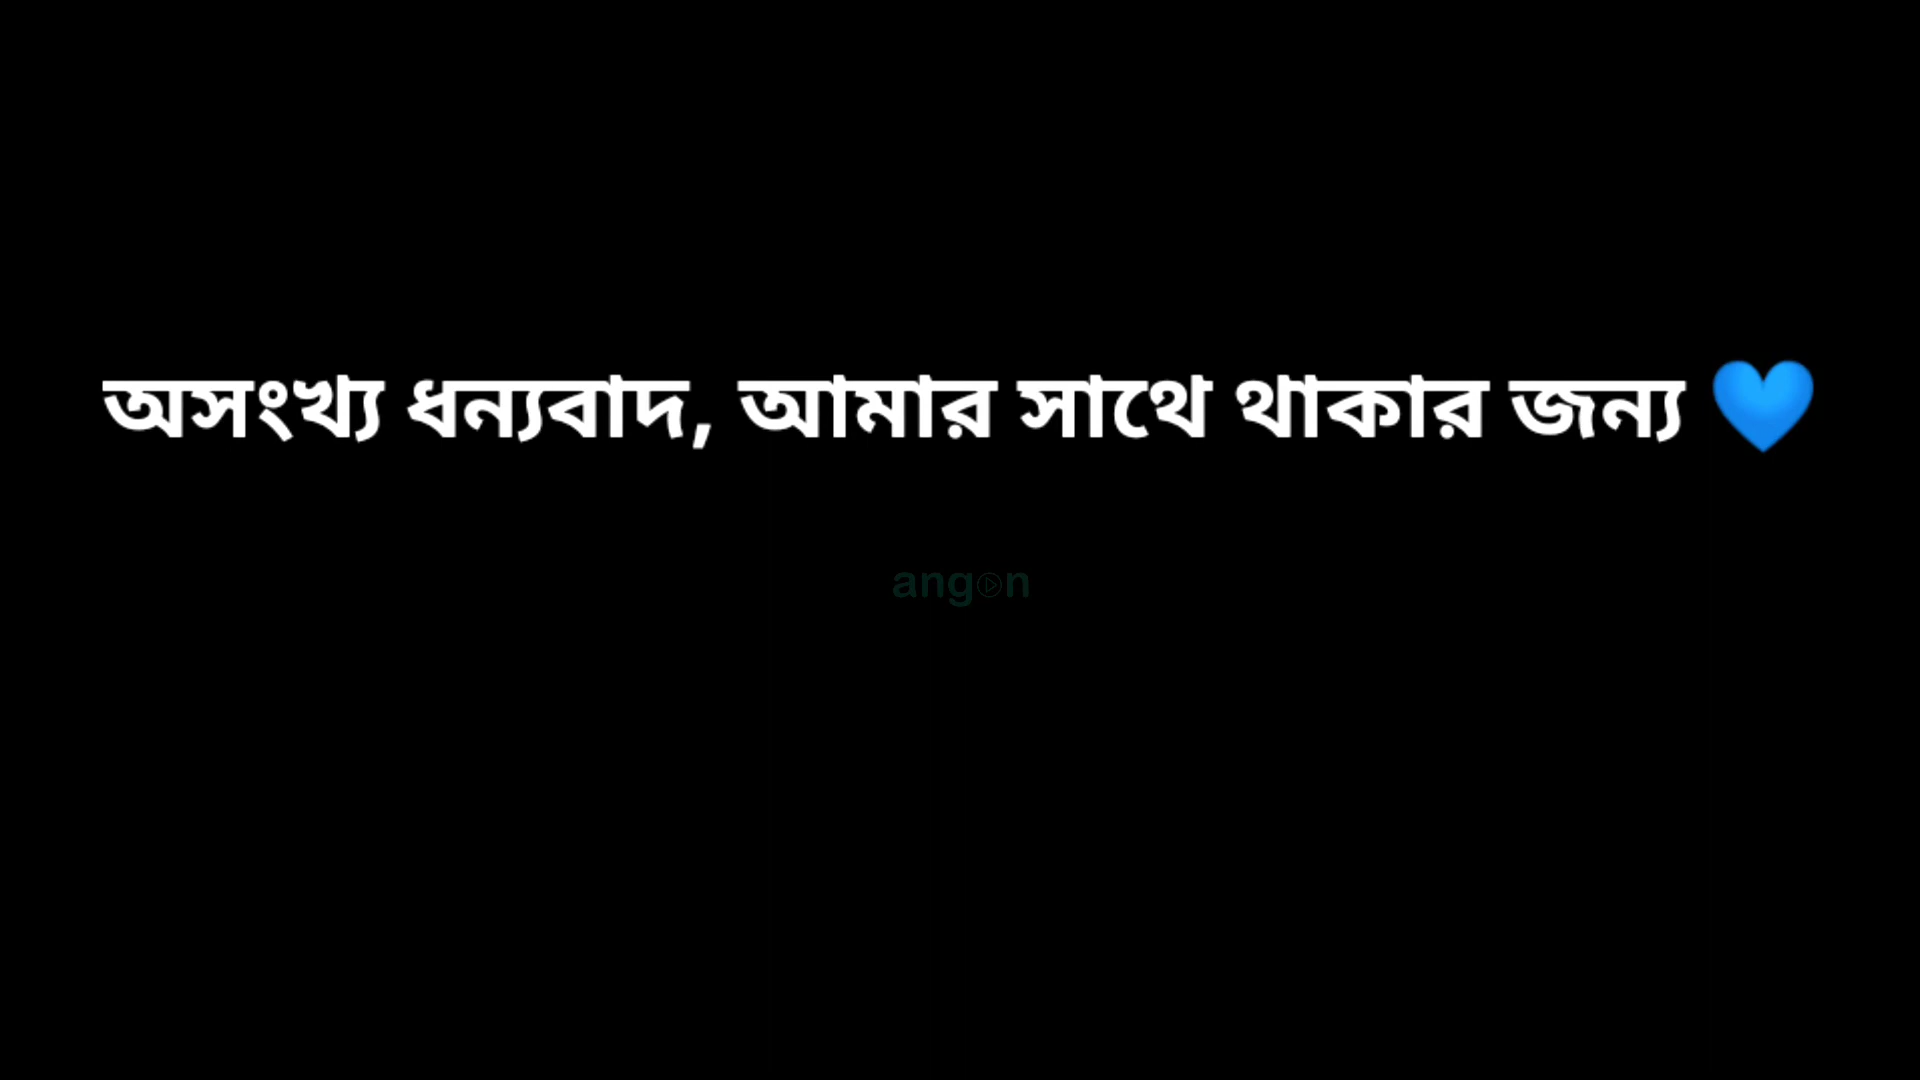 অসংখ্য ধন্যবাদ, আমার সাথে থাকার জন্য 💙
angon